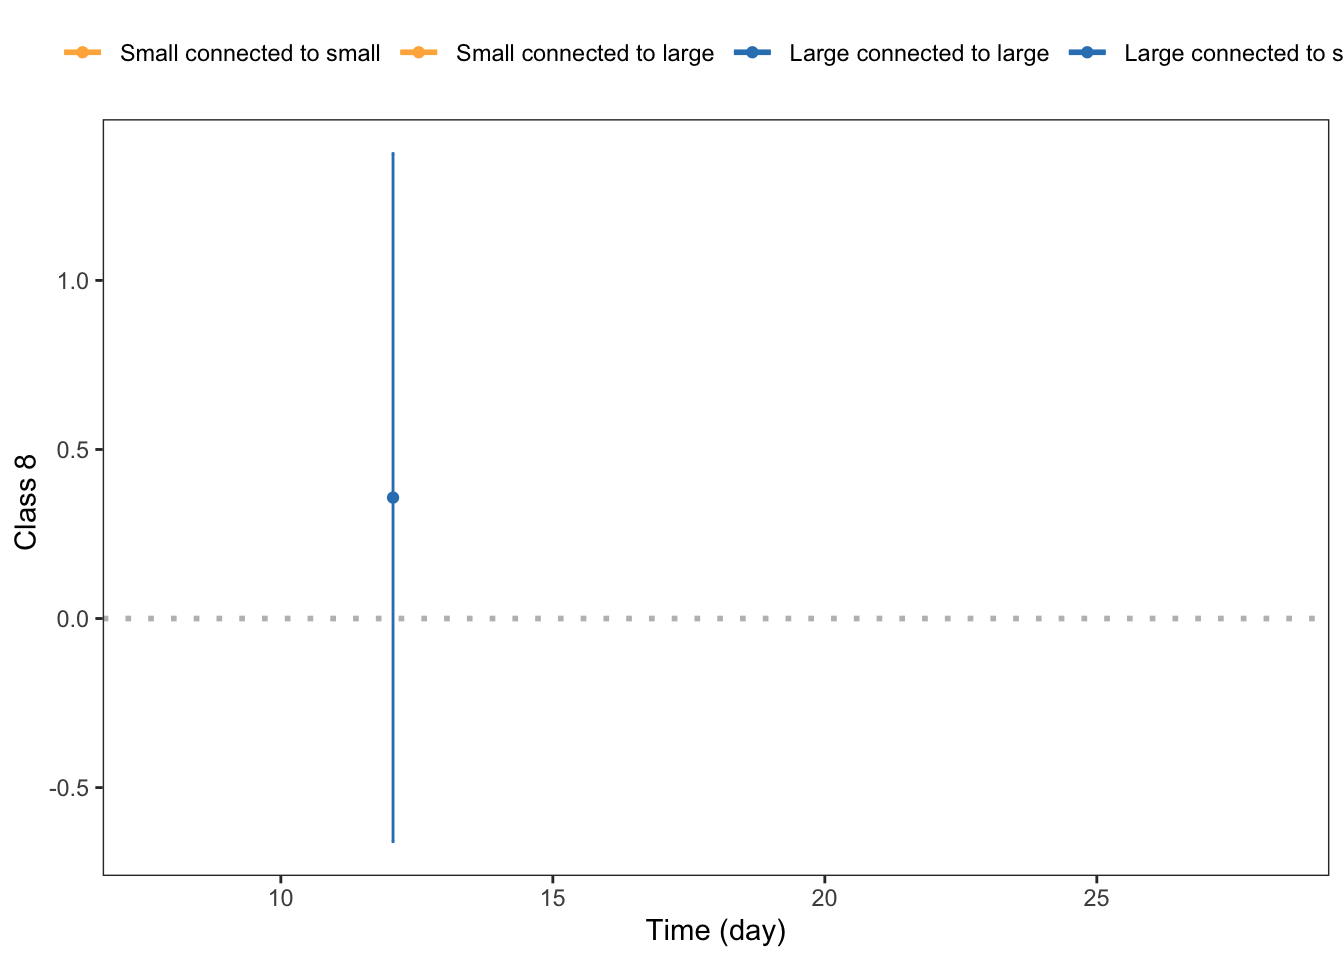 Small connected to small Small connected to large Large connected to large Large connected to s
1.0
0.5
0.0
-0.5
Class 8
10 15 20 25
Time (day)